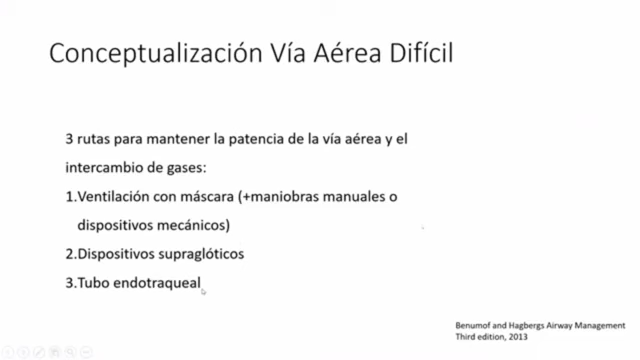 Conceptualización Vía Aérea Difícil
3 rutas para mantener la patencia de la vía aérea y el
intercambio de gases:
1.Ventilación con máscara (+maniobras manuales o
dispositivos mecánicos)
2.Dispositivos supraglóticos
3.Tubo endotraqueal
Benumof and Hagbergs Airway Management
Third edition, 2013